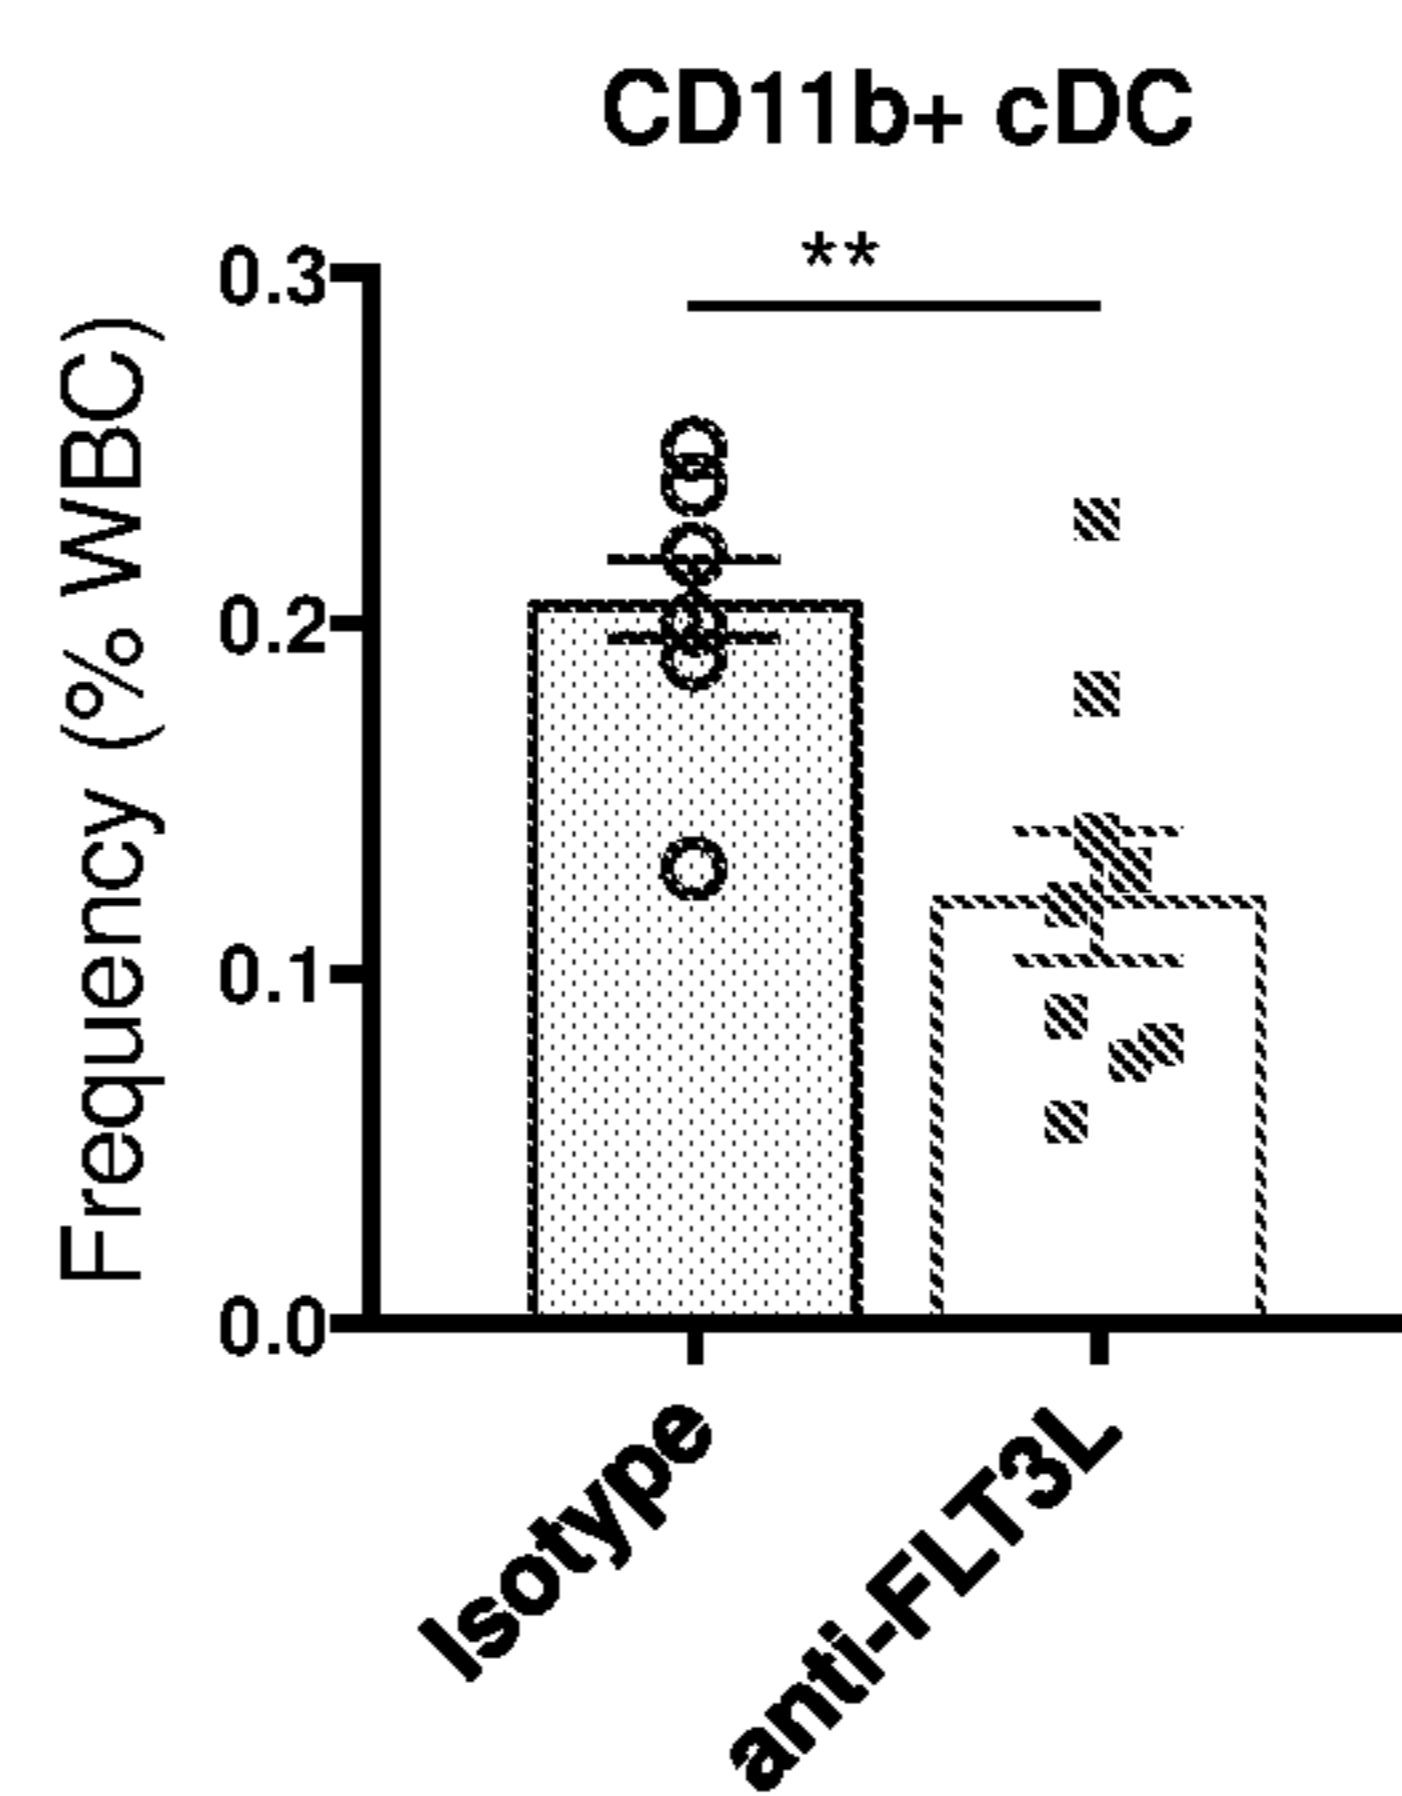 CD11b+ cDC
**
Frequency (% WBC)
0.3
0.2
0.1
0.0
Isotype
anti-FLT3L